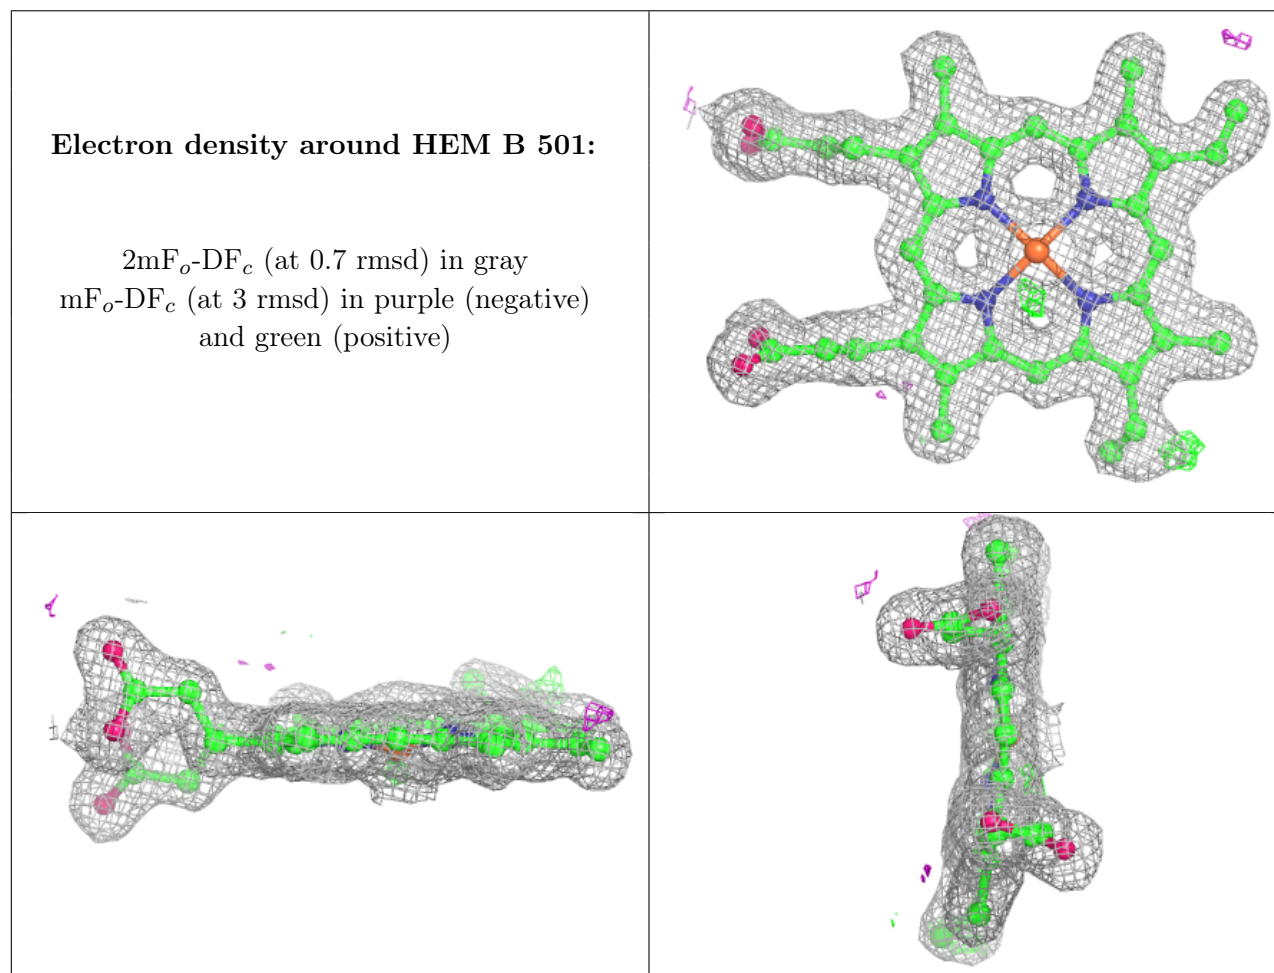 Electron density around HEM B 501:
2mFo-DFc (at 0.7 rmsd) in gray
mFo-DFc (at 3 rmsd) in purple (negative)
and green (positive)